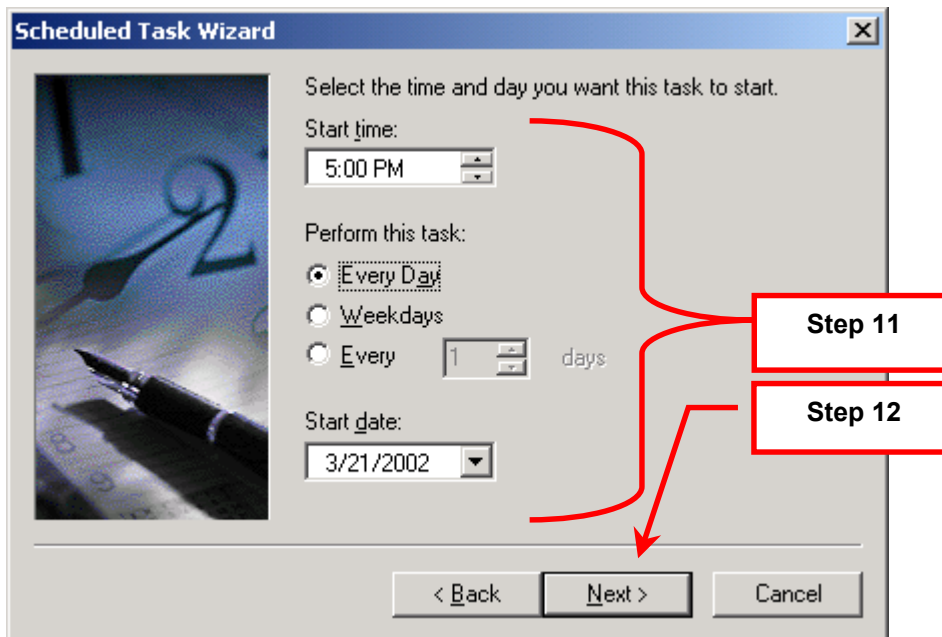 Scheduled Task Wizard
Select the time and day you want this task to start.
Start time:
5:00 PM
Perform this task:
Every Day
Weekdays
Every 1 days
Step 11
Step 12
Start date:
3/21/2002
< Back Next > Cancel